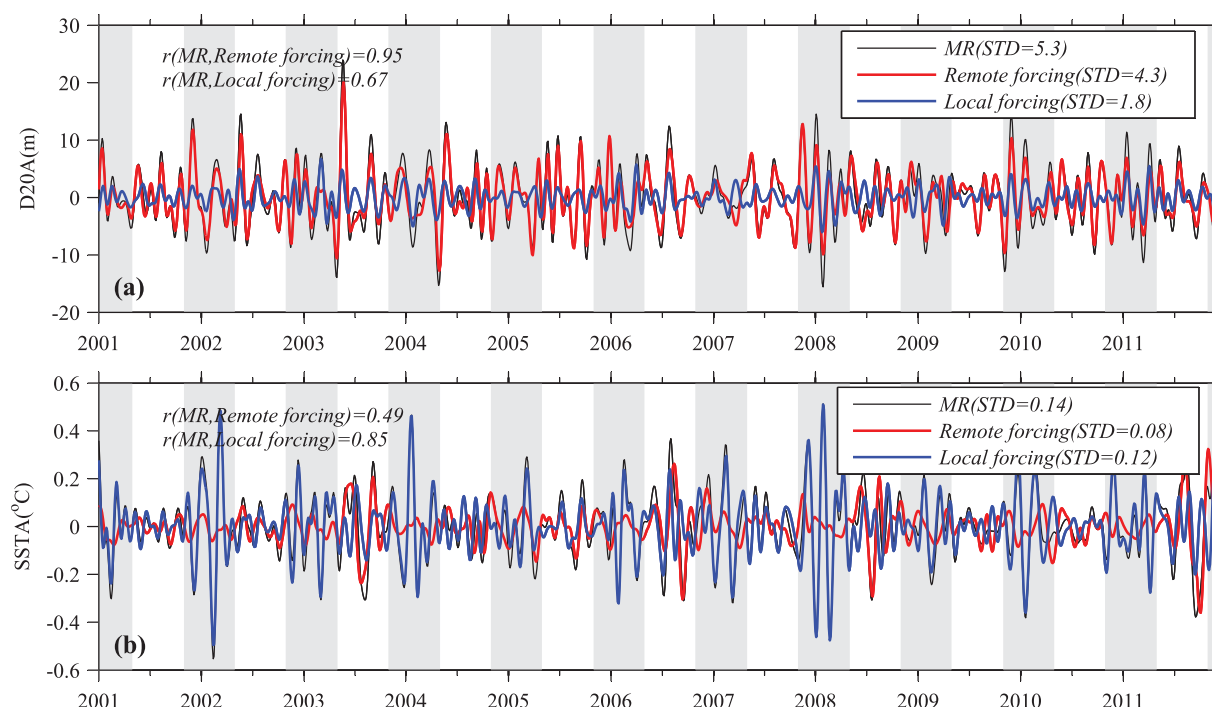 30
20
10
0
-10
-20
D20A(m)
r(MR,Remote forcing)=0.95
r(MR,Local forcing)=0.67
MR(STD=5.3)
Remote forcing(STD=4.3)
Local forcing(STD=1.8)
(a)
2001 2002 2003 2004 2005 2006 2007 2008 2009 2010 2011
0.6
0.4
0.2
0
-0.2
-0.4
-0.6
SSTA(°C)
r(MR,Remote forcing)=0.49
r(MR,Local forcing)=0.85
MR(STD=0.14)
Remote forcing(STD=0.08)
Local forcing(STD=0.12)
(b)
2001 2002 2003 2004 2005 2006 2007 2008 2009 2010 2011